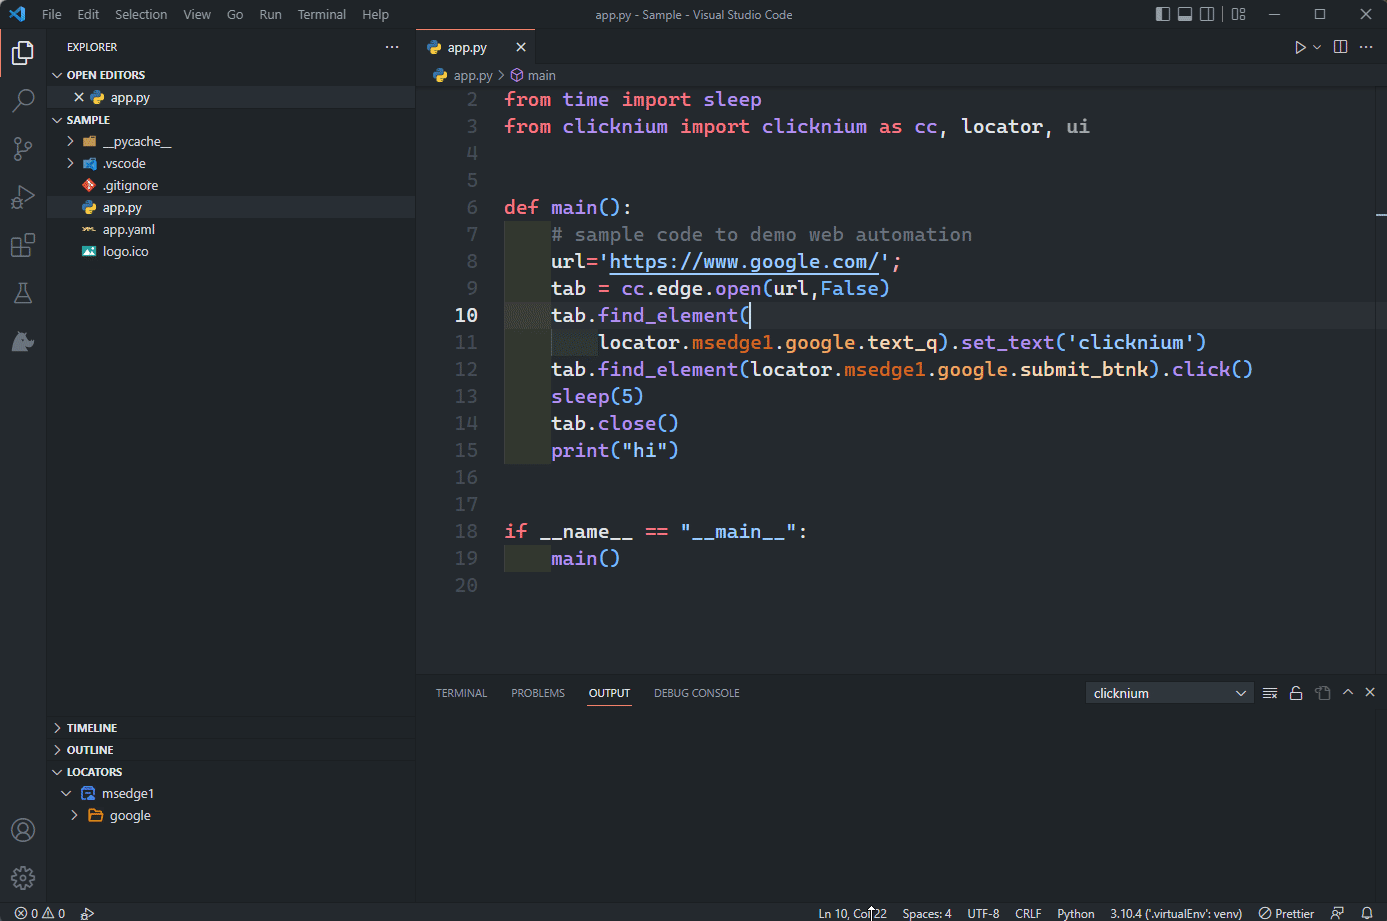 File Edit Selection View Go Run Terminal Help
app.py - Sample - Visual Studio Code
EXPLORER
OPEN EDITORS
app.py
SAMPLE
__pycache__
.vscode
.gitignore
app.py
app.yaml
logo.ico
TIMELINE
OUTLINE
LOCATORS
msedge1
google
app.py
app.py > main
2 from time import sleep
3 from clicknium import clicknium as cc, locator, ui
4
5
6 def main():
7 # sample code to demo web automation
8 url='https://www.google.com/';
9 tab = cc.edge.open(url,False)
10 tab.find_element(
11 locator.msedge1.google.text_q).set_text('clicknium')
12 tab.find_element(locator.msedge1.google.submit_btnk).click()
13 sleep(5)
14 tab.close()
15 print("hi")
16
17
18 if __name__ == "__main__":
19 main()
20
TERMINAL PROBLEMS OUTPUT DEBUG CONSOLE
clicknium
0 0
Ln 10, Col 22 Spaces: 4 UTF-8 CRLF Python 3.10.4 ('.virtualEnv': venv) Prettier